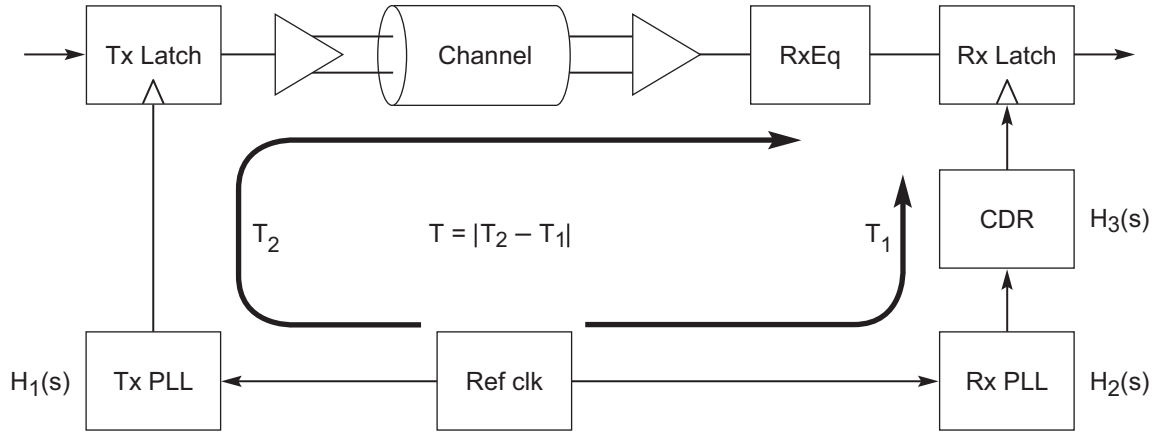 Tx Latch
Channel
RxEq
Rx Latch
T₂
T = |T₂ – T₁|
T₁
CDR
H₃(s)
H₁(s)
Tx PLL
Ref clk
Rx PLL
H₂(s)